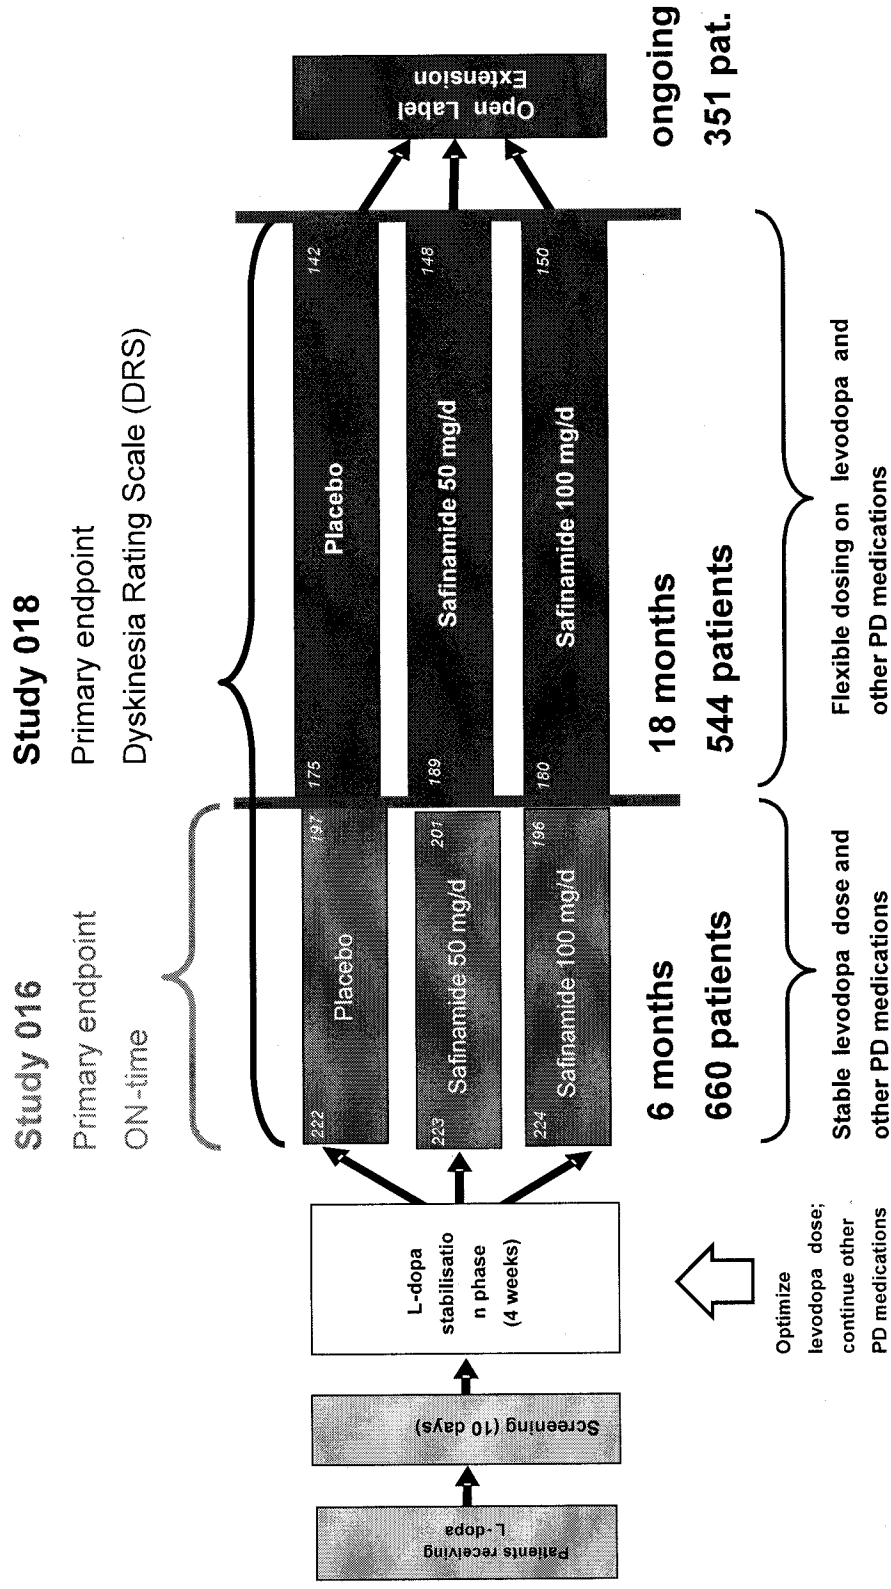 Study 016
Primary endpoint
ON-time
Study 018
Primary endpoint
Dyskinesia Rating Scale (DRS)
Patients receiving
L-dopa
Screening (10 days)
L-dopa
stabilisatio
n phase
(4 weeks)
222
Placebo
197
175
Placebo
142
223
Safinamide 50 mg/d
201
189
Safinamide 50 mg/d
148
224
Safinamide 100 mg/d
196
180
Safinamide 100 mg/d
150
Open Label
Extension
6 months
660 patients
18 months
544 patients
ongoing
351 pat.
Optimize
levodopa dose;
continue other
PD medications
Stable levodopa dose and
other PD medications
Flexible dosing on levodopa and
other PD medications